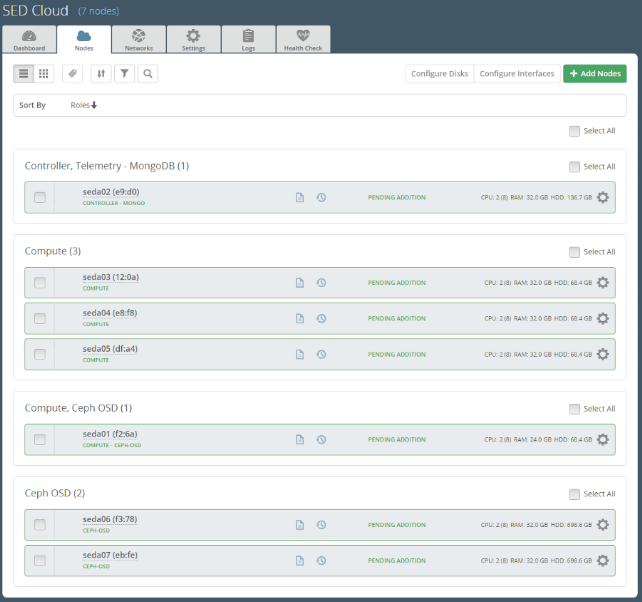 SED Cloud (7 nodes)
Dashboard Nodes Networks Settings Logs Health Check
Configure Disks Configure Interfaces + Add Nodes
Sort By Roles
Select All
Controller, Telemetry - MongoDB (1) Select All
seda02 (e9:d0) PENDING ADDITION CPU: 2 (8) RAM: 32.0 GB HDD: 136.7 GB
CONTROLLER - MONGO
Compute (3) Select All
seda03 (12:0a) PENDING ADDITION CPU: 2 (8) RAM: 32.0 GB HDD: 68.4 GB
COMPUTE
seda04 (e8:f8) PENDING ADDITION CPU: 2 (8) RAM: 32.0 GB HDD: 68.4 GB
COMPUTE
seda05 (df:a4) PENDING ADDITION CPU: 2 (8) RAM: 32.0 GB HDD: 68.4 GB
COMPUTE
Compute, Ceph OSD (1) Select All
seda01 (f2:6a) PENDING ADDITION CPU: 2 (8) RAM: 24.0 GB HDD: 68.4 GB
COMPUTE - CEPH-OSD
Ceph OSD (2) Select All
seda06 (f3:78) PENDING ADDITION CPU: 2 (8) RAM: 32.0 GB HDD: 698.6 GB
CEPH-OSD
seda07 (eb:fe) PENDING ADDITION CPU: 2 (8) RAM: 32.0 GB HDD: 698.6 GB
CEPH-OSD